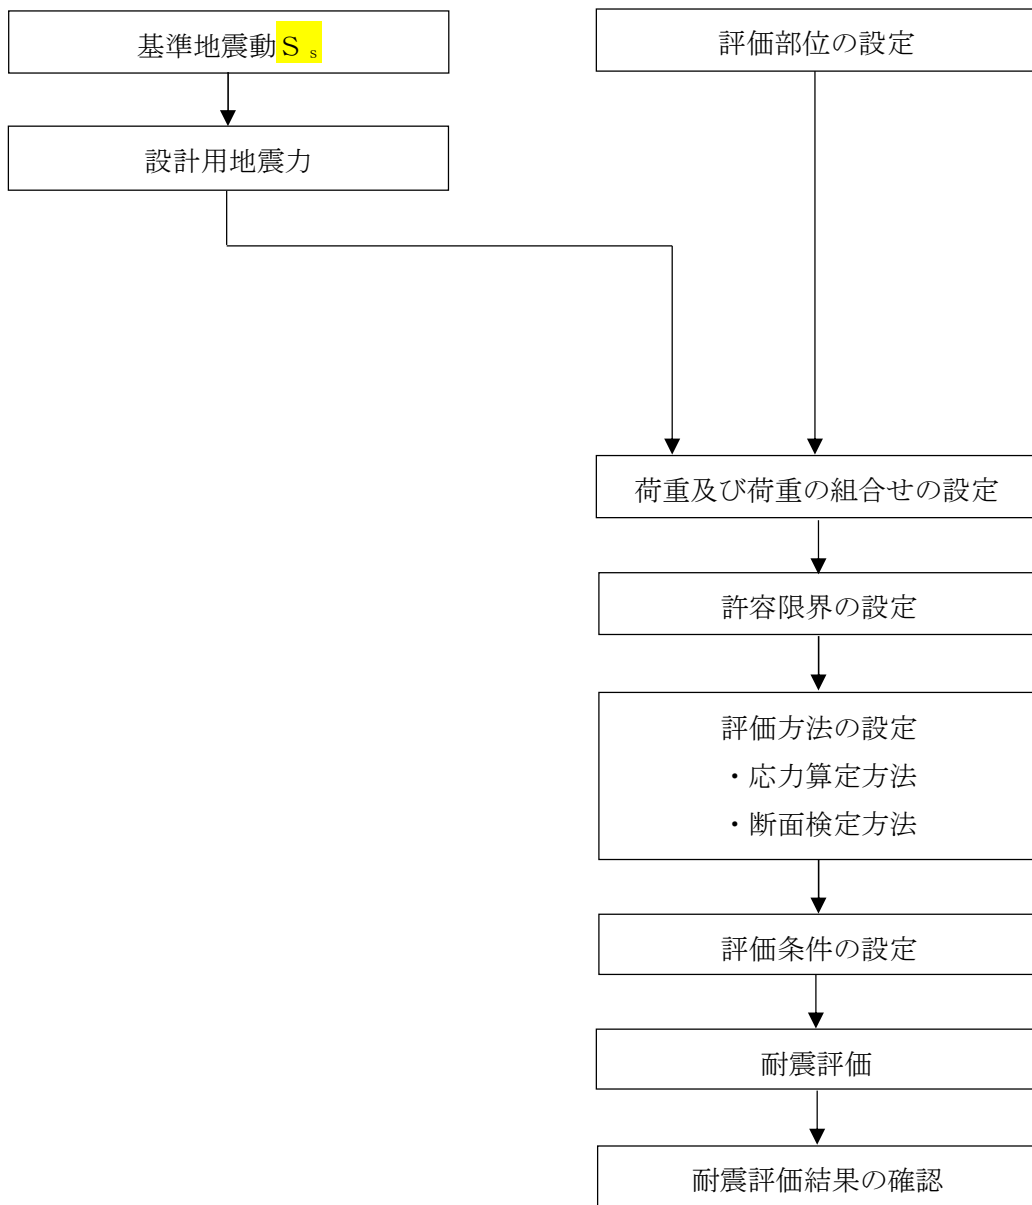 基準地震動Ｓｓ
評価部位の設定
設計用地震力
荷重及び荷重の組合せの設定
許容限界の設定
評価方法の設定
・応力算定方法
・断面検定方法
評価条件の設定
耐震評価
耐震評価結果の確認